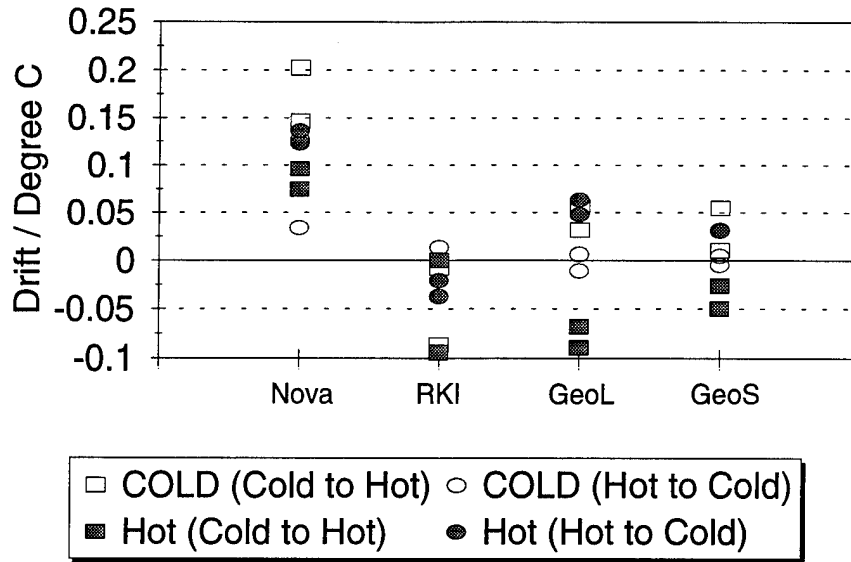 0.25
0.2
0.15
0.1
0.05
0
-0.05
-0.1
Drift / Degree C
Nova RKI GeoL GeoS
COLD (Cold to Hot) COLD (Hot to Cold)
Hot (Cold to Hot) Hot (Hot to Cold)